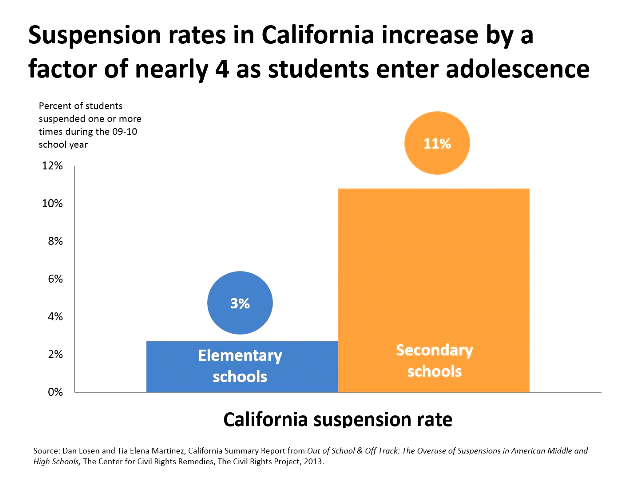 Suspension rates in California increase by a
factor of nearly 4 as students enter adolescence
Percent of students
suspended one or more
times during the 09-10
school year
12%
10%
8%
6%
4%
2%
0%
11%
3%
Elementary
schools
Secondary
schools
California suspension rate
Source: Dan Losen and Tia Elena Martinez, California Summary Report from Out of School & Off Track: The Overuse of Suspensions in American Middle and
High Schools, The Center for Civil Rights Remedies, The Civil Rights Project, 2013.